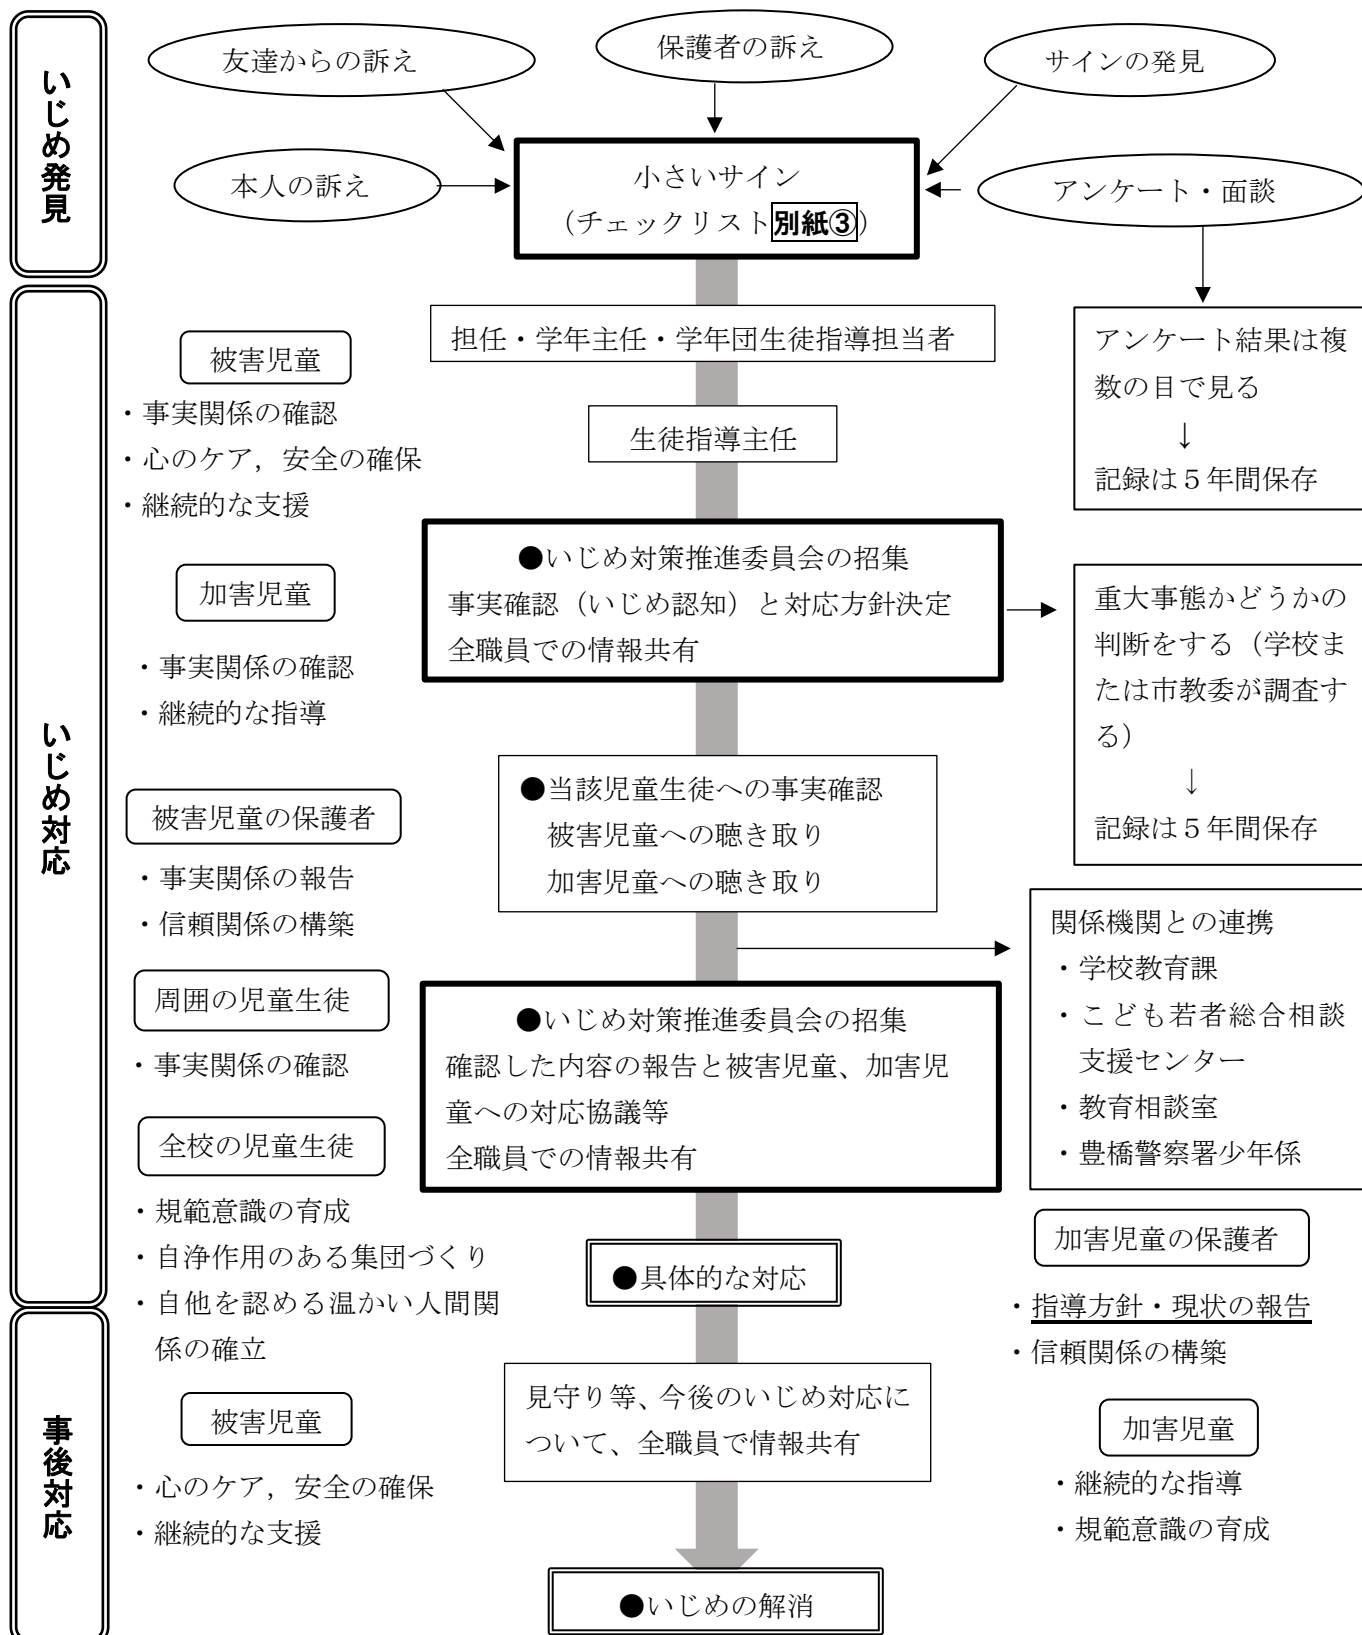 いじめ発見
友達からの訴え
保護者の訴え
サインの発見
本人の訴え
アンケート・面談
小さいサイン
（チェックリスト別紙③）
いじめ対応
担任・学年主任・学年団生徒指導担当者
生徒指導主任
アンケート結果は複
数の目で見る
↓
記録は５年間保存
被害児童
・事実関係の確認
・心のケア，安全の確保
・継続的な支援
●いじめ対策推進委員会の招集
事実確認（いじめ認知）と対応方針決定
全職員での情報共有
重大事態かどうかの
判断をする（学校ま
たは市教委が調査す
る）
↓
記録は５年間保存
加害児童
・事実関係の確認
・継続的な指導
●当該児童生徒への事実確認
被害児童への聴き取り
加害児童への聴き取り
被害児童の保護者
・事実関係の報告
・信頼関係の構築
関係機関との連携
・学校教育課
・こども若者総合相談
支援センター
・教育相談室
・豊橋警察署少年係
周囲の児童生徒
・事実関係の確認
●いじめ対策推進委員会の招集
確認した内容の報告と被害児童、加害児
童への対応協議等
全職員での情報共有
全校の児童生徒
・規範意識の育成
・自浄作用のある集団づくり
・自他を認める温かい人間関
係の確立
●具体的な対応
加害児童の保護者
・指導方針・現状の報告
・信頼関係の構築
事後対応
見守り等、今後のいじめ対応に
ついて、全職員で情報共有
被害児童
・心のケア，安全の確保
・継続的な支援
加害児童
・継続的な指導
・規範意識の育成
●いじめの解消